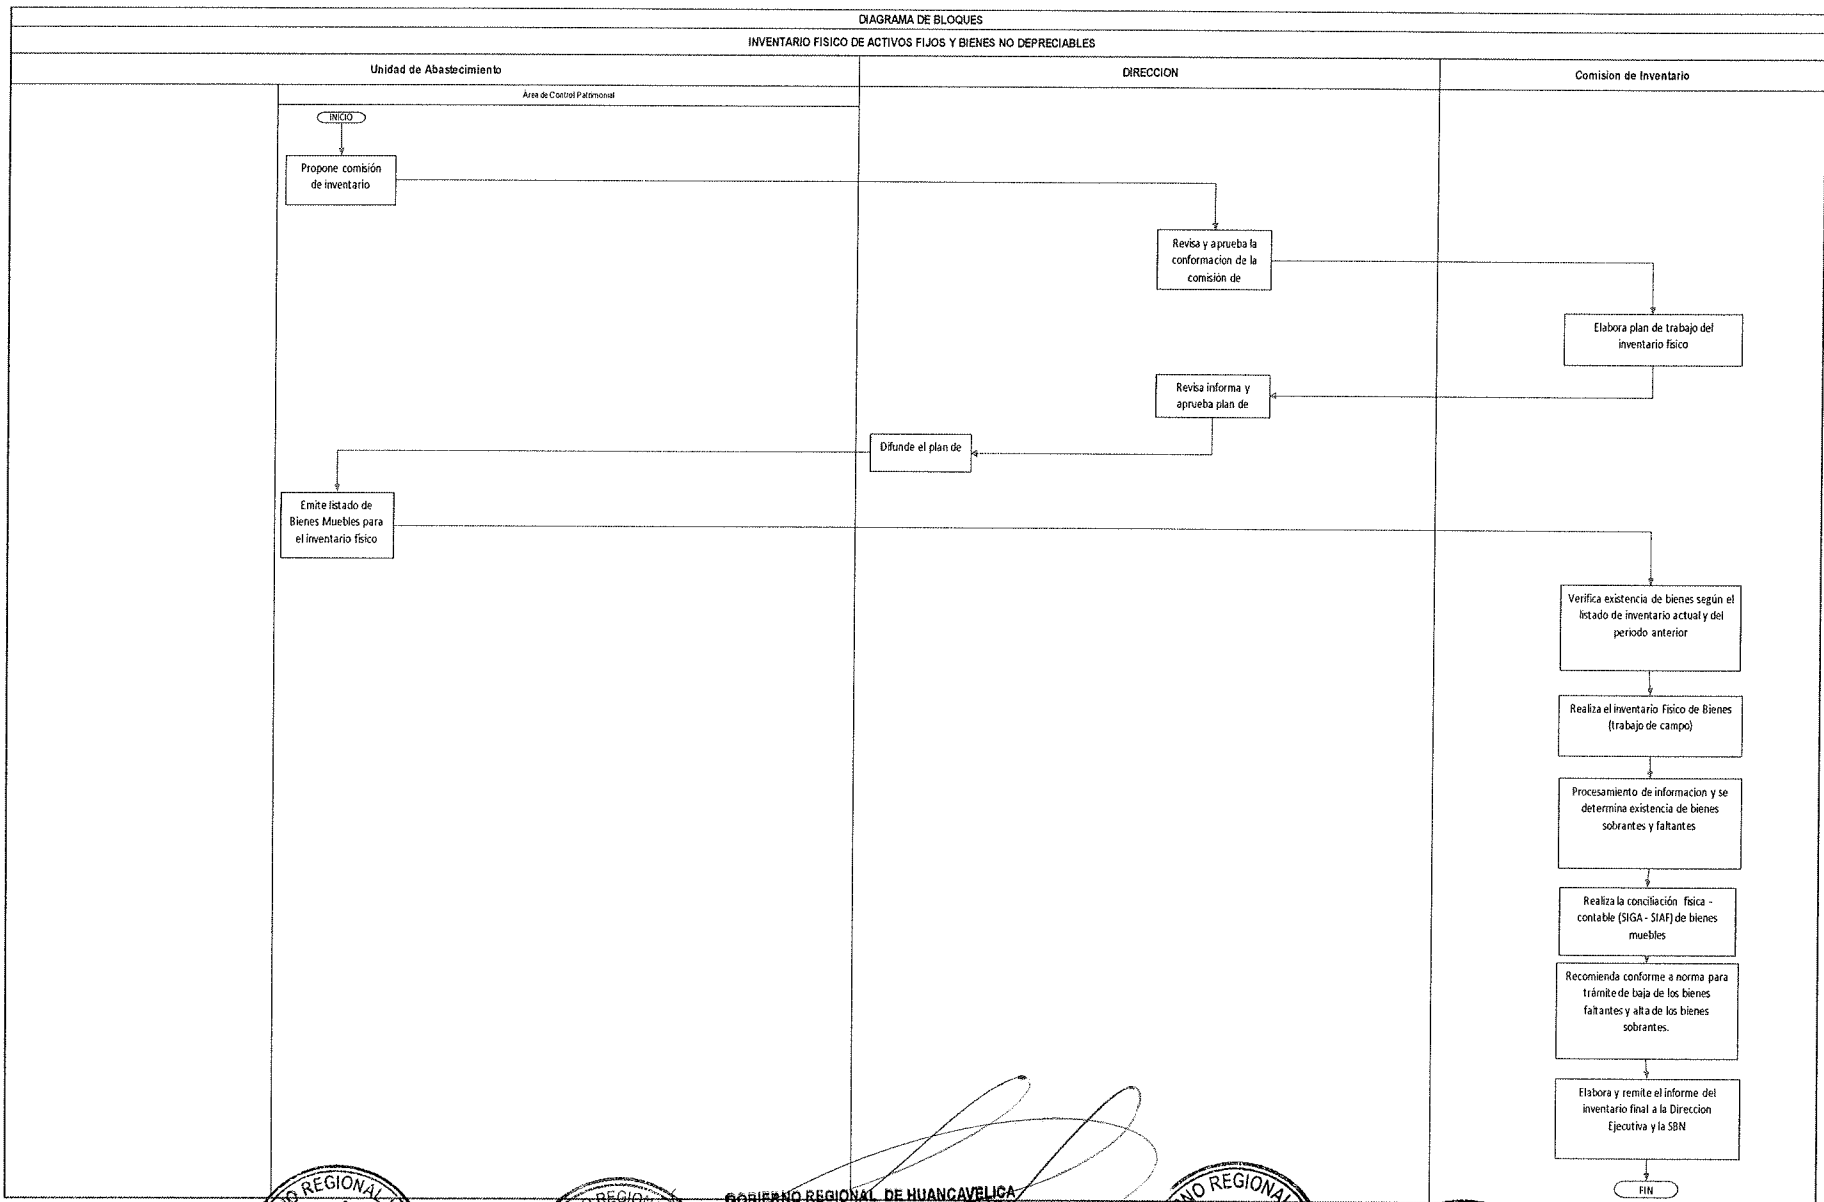 DIAGRAMA DE BLOQUES
INVENTARIO FISICO DE ACTIVOS FIJOS Y BIENES NO DEPRECIABLES
Unidad de Abastecimiento
DIRECCION
Comision de Inventario
Área de Control Patrimonial
INICIO
Propone comisión
de inventario
Revisa y aprueba la
conformacion de la
comisión de
Elabora plan de trabajo del
inventario físico
Revisa informa y
aprueba plan de
Difunde el plan de
Emite listado de
Bienes Muebles para
el inventario físico
Verifica existencia de bienes según el
listado de inventario actual y del
periodo anterior
Realiza el inventario Físico de Bienes
(trabajo de campo)
Procesamiento de informacion y se
determina existencia de bienes
sobrantes y faltantes
Realiza la conciliación física -
contable (SIGA - SIAF) de bienes
muebles
Recomienda conforme a norma para
trámite de baja de los bienes
faltantes y alta de los bienes
sobrantes.
Elabora y remite el informe del
inventario final a la Direccion
Ejecutiva y la SBN
FIN
REGIONAL
GOBIERNO REGIONAL DE HUANCAVELICA
REGIONAL